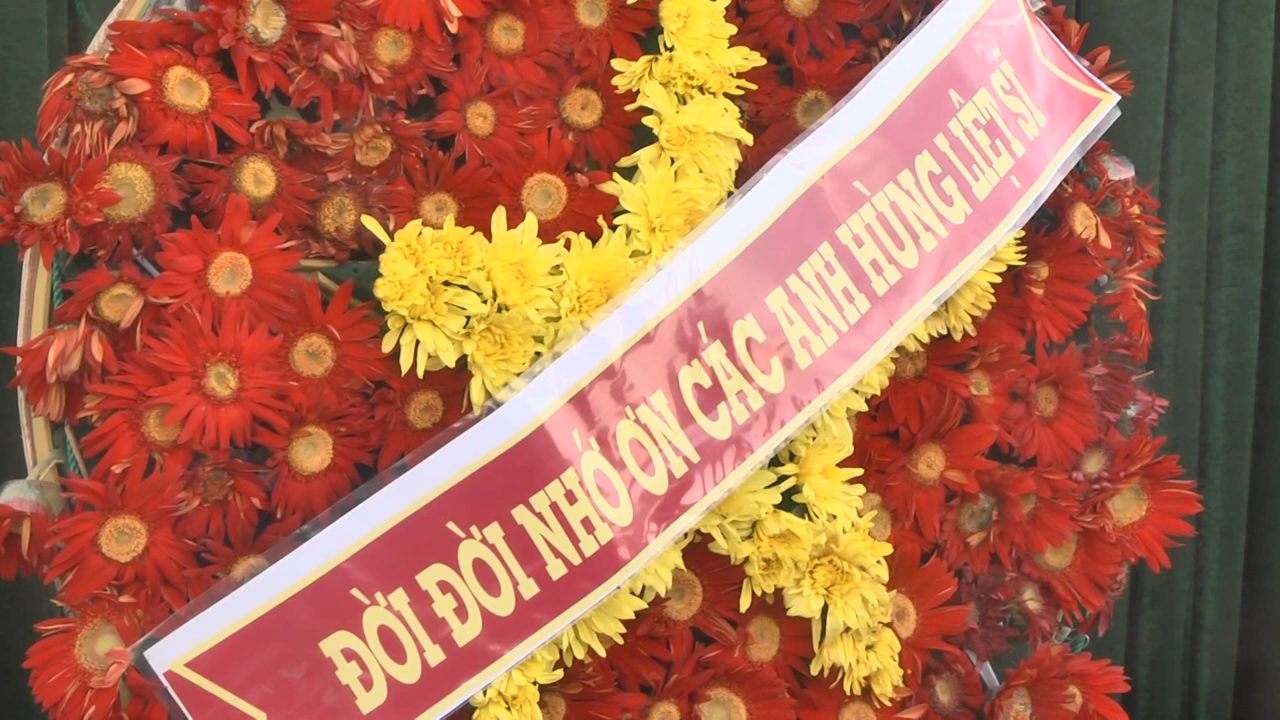 ĐỜI ĐỜI NHỚ ƠN CÁC ANH HÙNG LIỆT SĨ